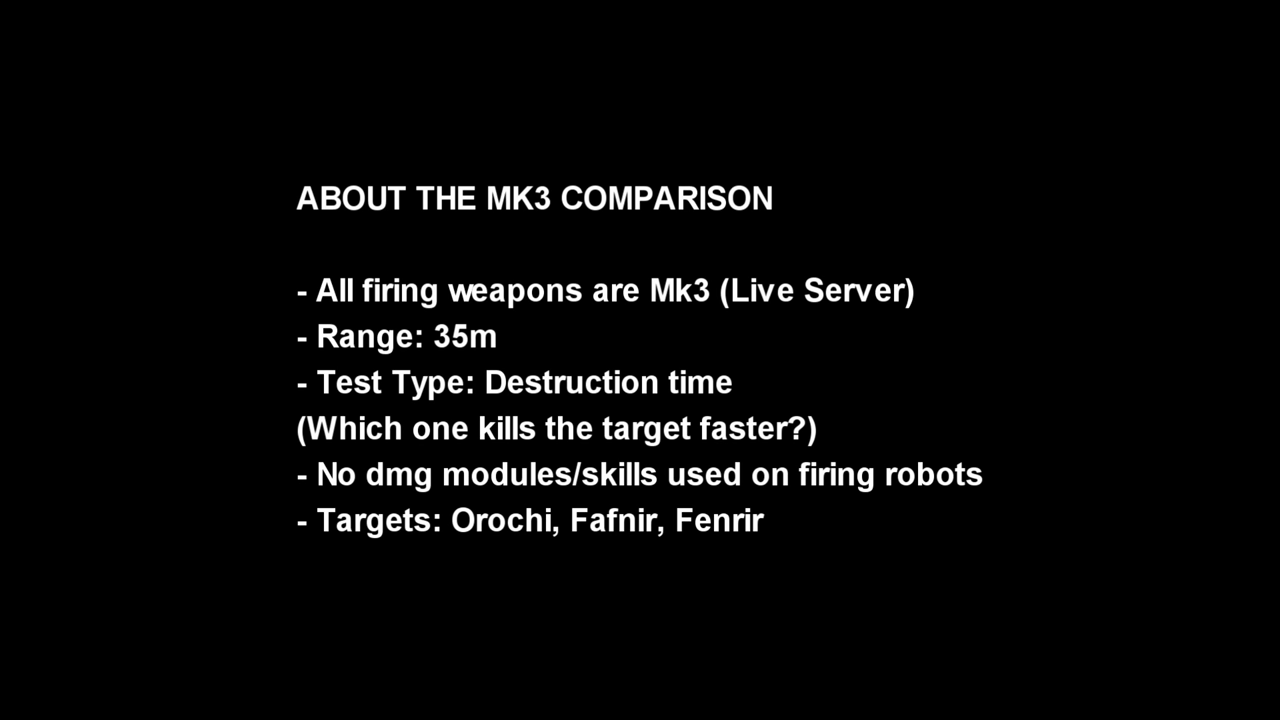 ABOUT THE MK3 COMPARISON
- All firing weapons are Mk3 (Live Server)
- Range: 35m
- Test Type: Destruction time
(Which one kills the target faster?)
- No dmg modules/skills used on firing robots
- Targets: Orochi, Fafnir, Fenrir